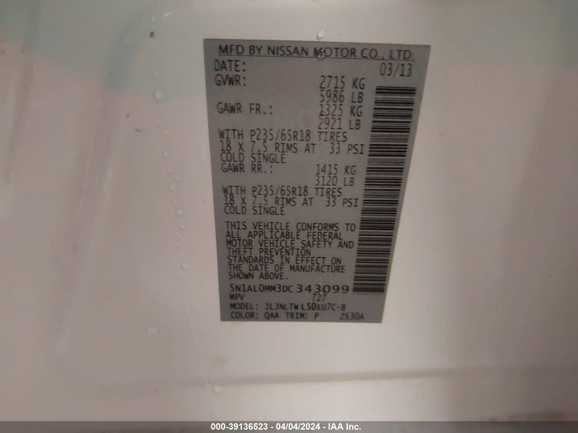 MFD BY NISSAN MOTOR CO., LTD.
DATE: 03/13
GVWR: 2715 KG
5986 LB
GAWR FR.: 1325 KG
2921 LB
WITH P235/65R18 TIRES
18 X 7.5 RIMS AT 33 PSI
COLD SINGLE
GAWR RR.: 1415 KG
3120 LB
WITH P235/65R18 TIRES
18 X 7.5 RIMS AT 33 PSI
COLD SINGLE
THIS VEHICLE CONFORMS TO
ALL APPLICABLE FEDERAL
MOTOR VEHICLE SAFETY AND
THEFT PREVENTION
STANDARDS IN EFFECT ON
THE DATE OF MANUFACTURE
SHOWN ABOVE.
5N1AL0MM3DC343099
MPV T27
MODEL:
COLOR: QAA TRIM: P 2530A
000-39136523 - 04/04/2024 - IAA Inc.